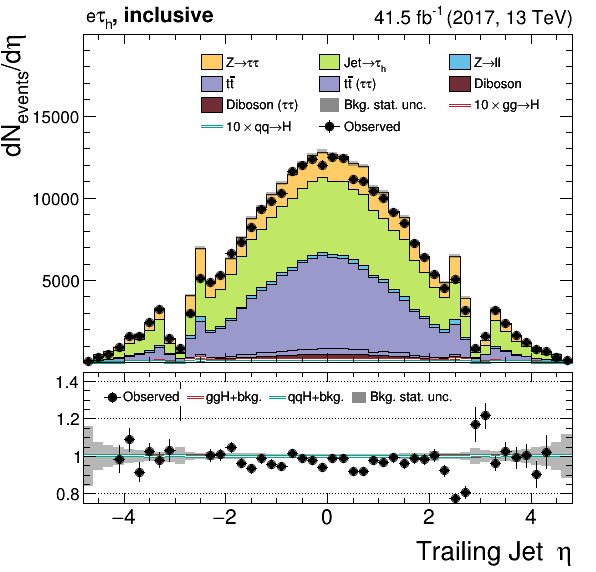 eτh, inclusive 41.5 fb⁻¹ (2017, 13 TeV)
dNevents/dη
Z→ττ Jet→τh Z→ll
tt̄ tt̄ (ττ) Diboson
Diboson (ττ) Bkg. stat. unc. 10 × gg→H
10 × qq→H Observed
15000
10000
5000
1.4
Observed ggH+bkg. qqH+bkg. Bkg. stat. unc.
1.2
1
0.8
−4 −2 0 2 4
Trailing Jet η